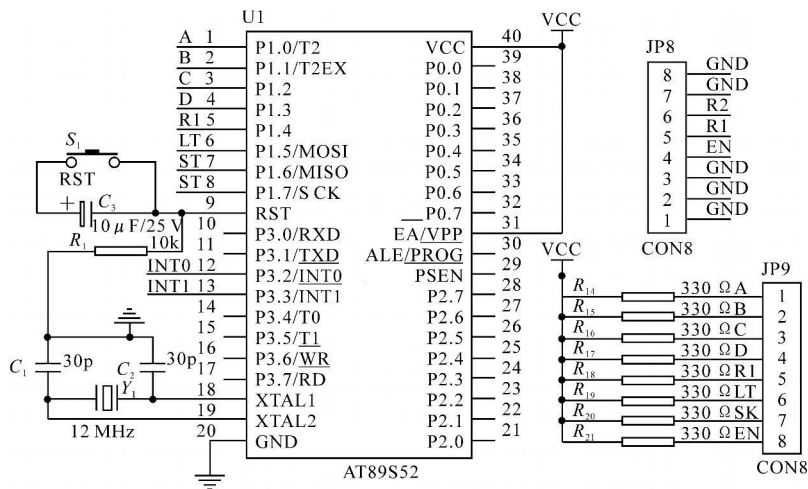 U1
A 1 P1.0/T2
B 2 P1.1/T2EX
C 3 P1.2
D 4 P1.3
R1 5 P1.4
LT 6 P1.5/MOSI
ST 7 P1.6/MISO
ST 8 P1.7/SCK
9 RST
10 P3.0/RXD
11 P3.1/TXD
INT0 12 P3.2/INT0
INT1 13 P3.3/INT1
14 P3.4/T0
15 P3.5/T1
16 P3.6/WR
17 P3.7/RD
18 XTAL1
19 XTAL2
20 GND
VCC 40
P0.0 39
P0.1 38
P0.2 37
P0.3 36
P0.4 35
P0.5 34
P0.6 33
P0.7 32
EA/VPP 31
ALE/PROG 30
PSEN 29
P2.7 28
P2.6 27
P2.5 26
P2.4 25
P2.3 24
P2.2 23
P2.1 22
P2.0 21
AT89S52
S1
RST
+ C3
10 μF/25 V
R1 10k
C1 30p
C2 30p
Y1
12 MHz
VCC
JP8
8 GND
7 GND
6 R2
5 R1
4 EN
3 GND
2 GND
1 GND
CON8
VCC
JP9
R14 330 Ω A 1
R15 330 Ω B 2
R16 330 Ω C 3
R17 330 Ω D 4
R18 330 Ω R1 5
R19 330 Ω LT 6
R20 330 Ω SK 7
R21 330 Ω EN 8
CON8